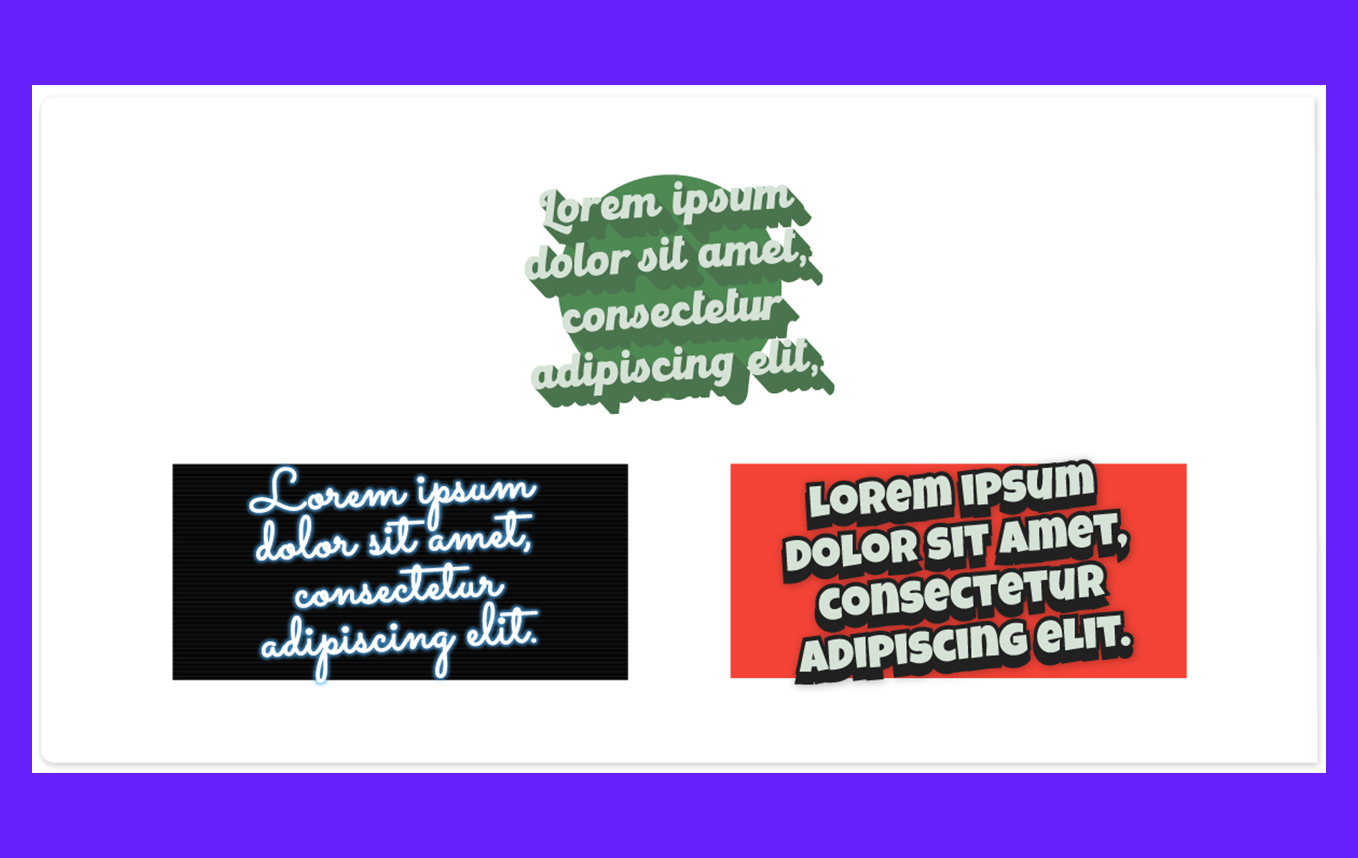 Lorem ipsum
dolor sit amet,
consectetur
adipiscing elit,
Lorem ipsum
dolor sit amet,
consectetur
adipiscing elit.
Lorem ipsum
dolor sit amet,
consectetur
adipiscing elit.